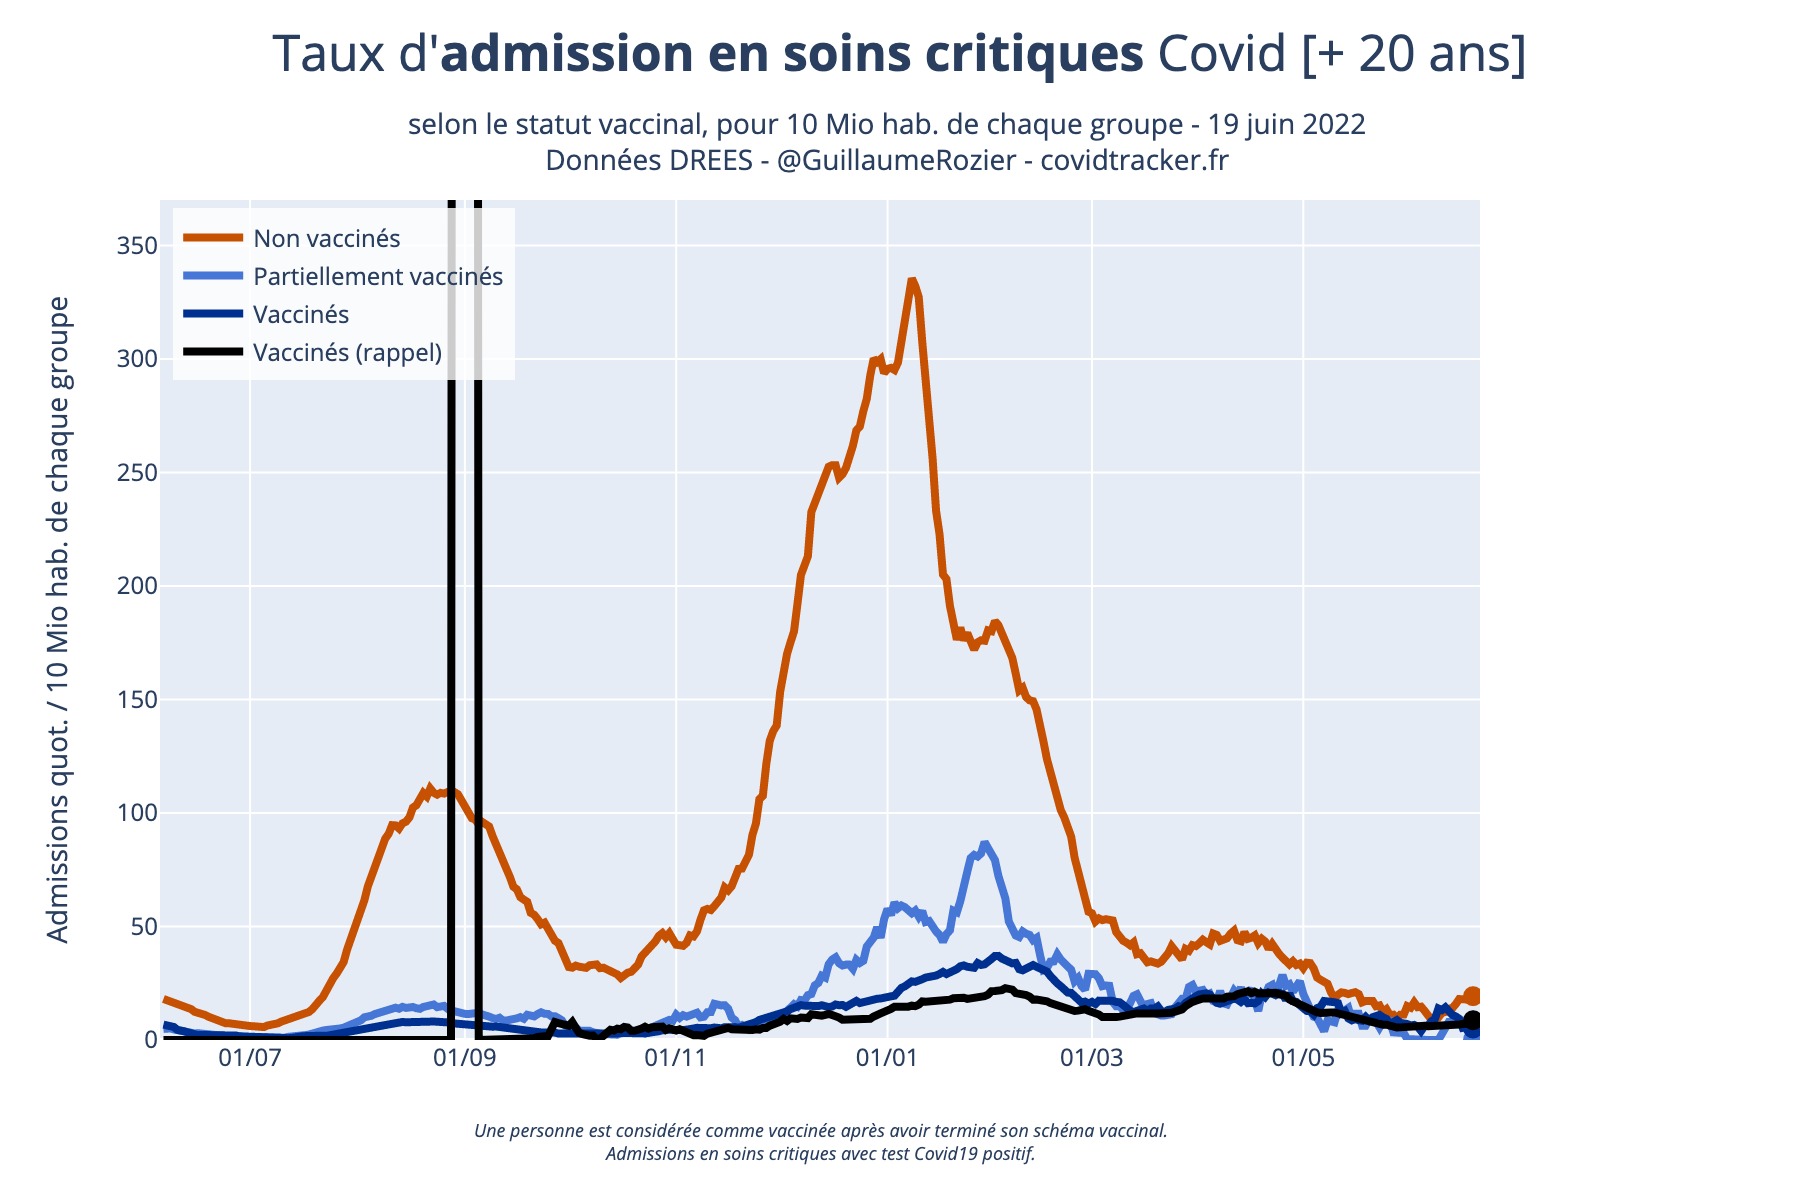 Taux d'admission en soins critiques Covid [+ 20 ans]
selon le statut vaccinal, pour 10 Mio hab. de chaque groupe - 19 juin 2022
Données DREES - @GuillaumeRozier - covidtracker.fr
Admissions quot. / 10 Mio hab. de chaque groupe
Non vaccinés
Partiellement vaccinés
Vaccinés
Vaccinés (rappel)
350
300
250
200
150
100
50
0
01/07
01/09
01/11
01/01
01/03
01/05
Une personne est considérée comme vaccinée après avoir terminé son schéma vaccinal.
Admissions en soins critiques avec test Covid19 positif.